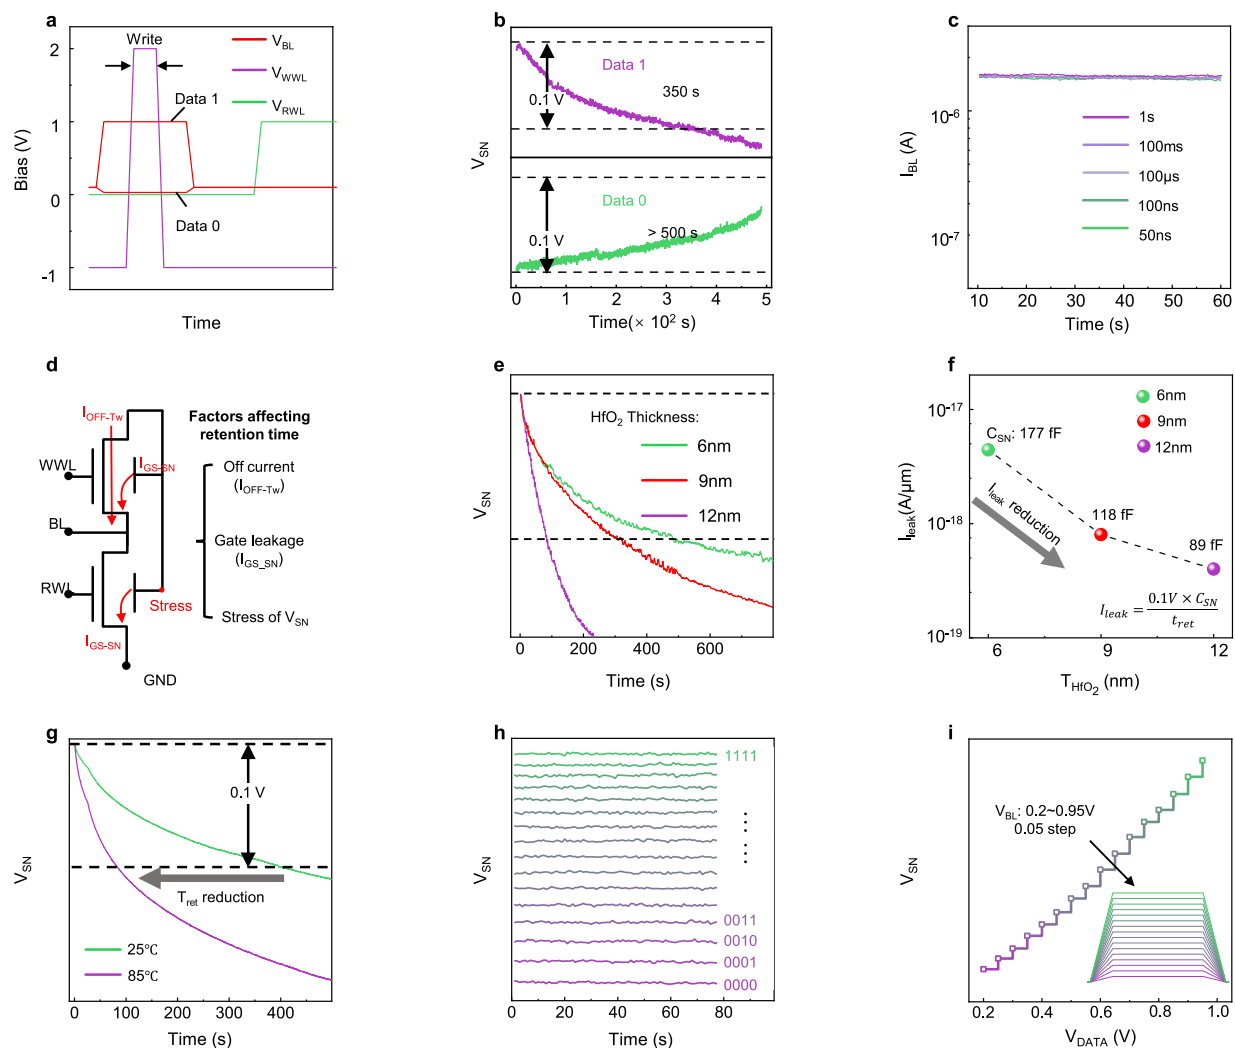 a
Write
V_BL
V_WWL
V_RWL
Data 1
Data 0
2
1
0
-1
Bias (V)
Time
b
Data 1
350 s
0.1 V
Data 0
> 500 s
0.1 V
V_SN
0 1 2 3 4 5
Time(× 10² s)
c
10⁻⁶
10⁻⁷
I_BL (A)
1s
100ms
100μs
100ns
50ns
10 20 30 40 50 60
Time (s)
d
I_OFF-Tw
I_GS-SN
WWL
BL
RWL
Stress
I_GS-SN
GND
Factors affecting
retention time
Off current
(I_OFF-Tw)
Gate leakage
(I_GS_SN)
Stress of V_SN
e
HfO₂ Thickness:
6nm
9nm
12nm
V_SN
0 200 400 600
Time (s)
f
10⁻¹⁷
10⁻¹⁸
10⁻¹⁹
I_leak(A/μm)
6nm
9nm
12nm
C_SN: 177 fF
118 fF
89 fF
I_leak reduction
I_leak = 0.1V × C_SN / t_ret
6 9 12
T_HfO₂ (nm)
g
0.1 V
T_ret reduction
25℃
85℃
V_SN
0 100 200 300 400 500
Time (s)
h
1111
0011
0010
0001
0000
V_SN
0 20 40 60 80 100
Time (s)
i
V_BL: 0.2~0.95V
0.05 step
V_SN
0.2 0.4 0.6 0.8 1.0
V_DATA (V)